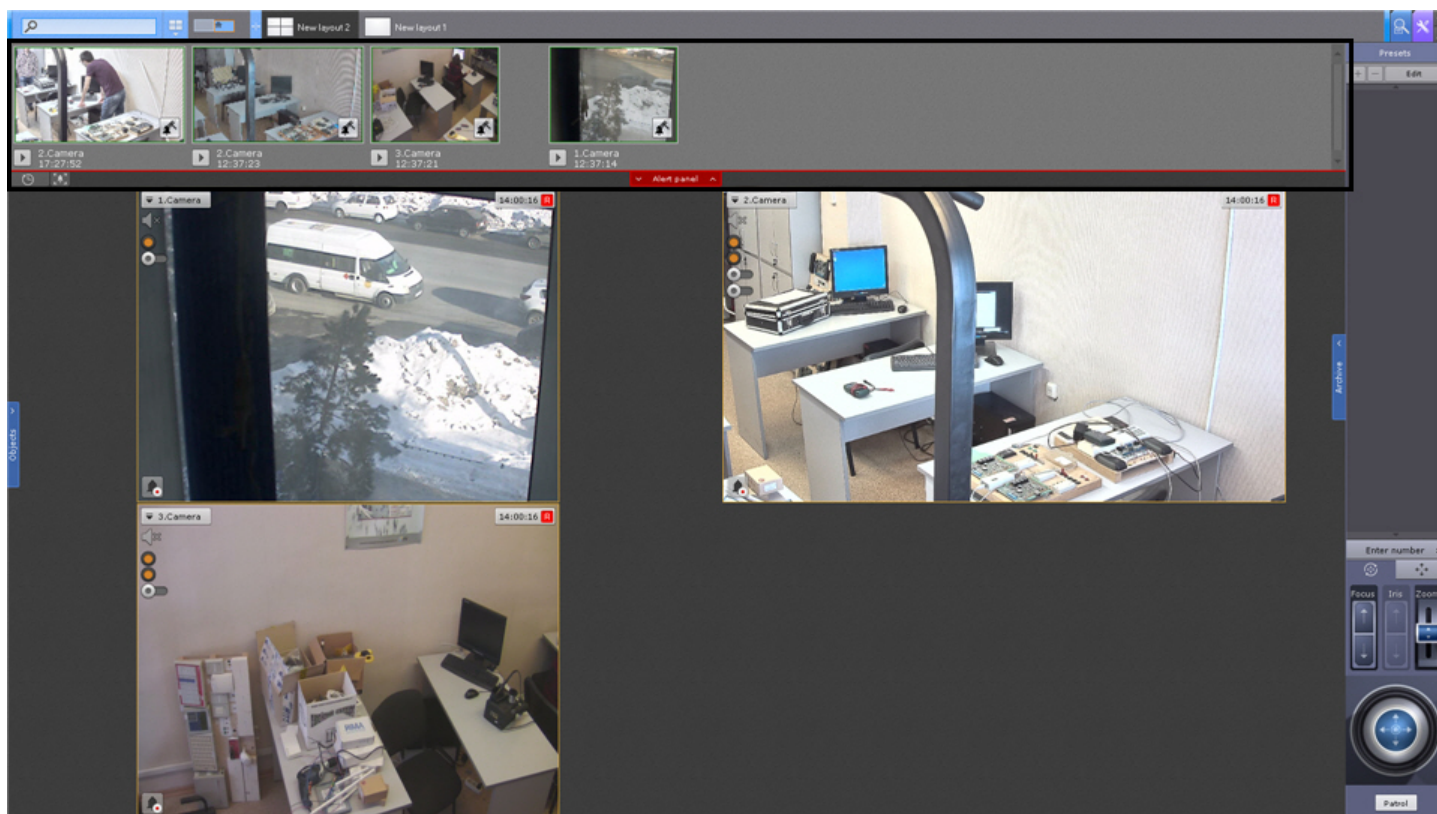 New layout 2
New layout 1
Presets
Edit
2.Camera
17:27:52
2.Camera
12:37:23
3.Camera
12:37:21
1.Camera
12:37:14
Alert panel
1.Camera
14:00:16 R
2.Camera
14:00:16 R
Archive
Objects
3.Camera
14:00:16 R
Enter number
Focus
Iris
Zoom
Patrol